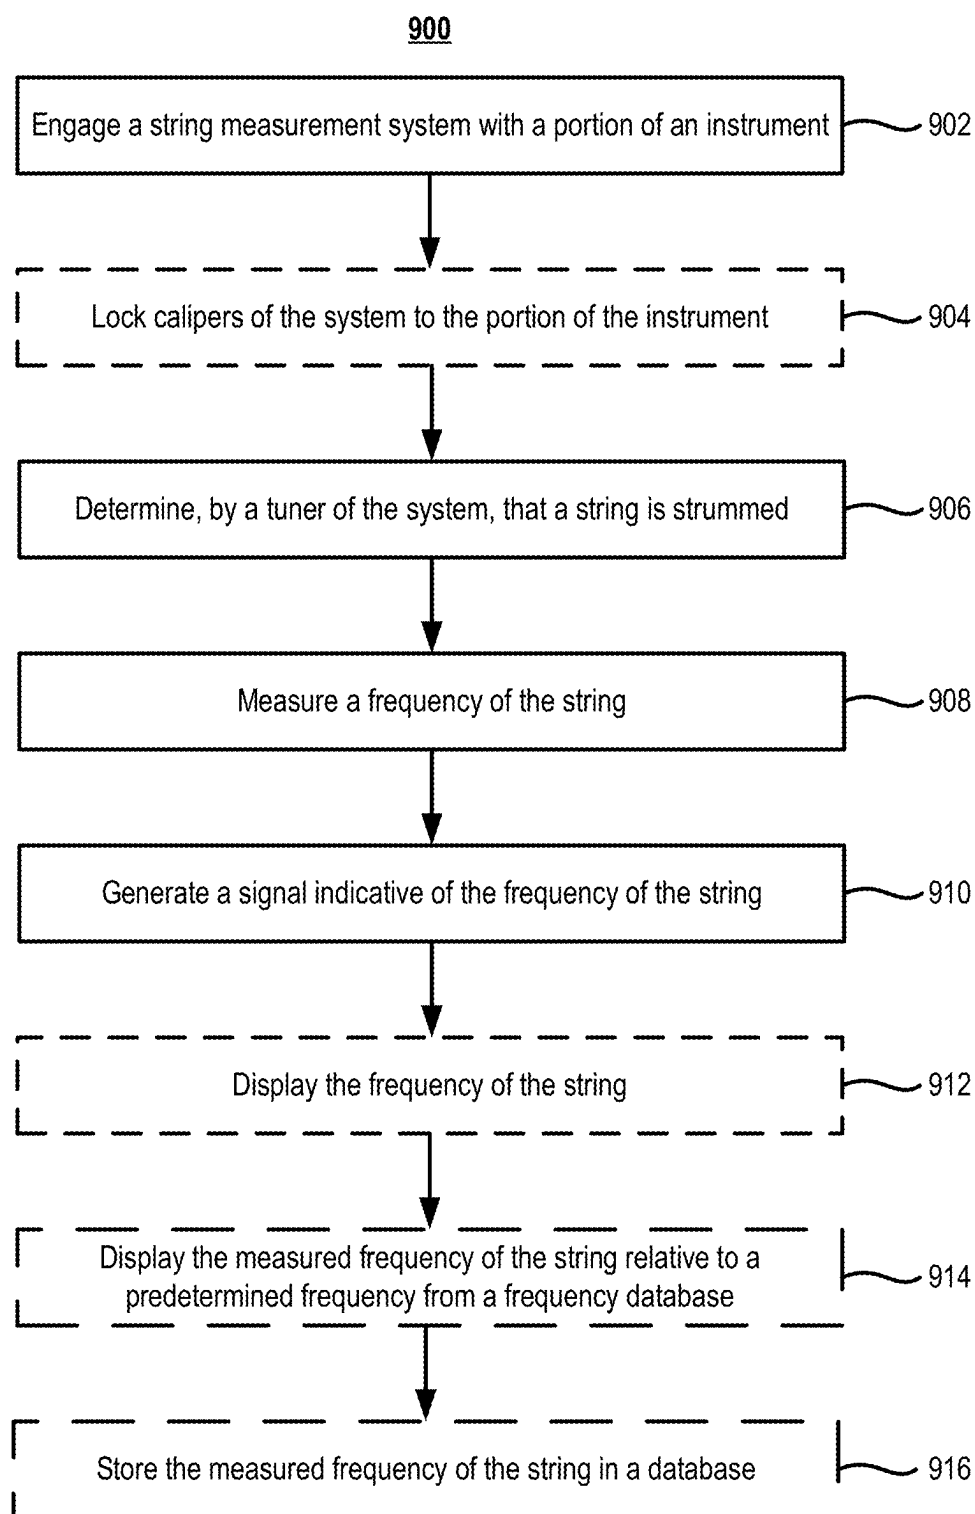 900
Engage a string measurement system with a portion of an instrument
902
Lock calipers of the system to the portion of the instrument
904
Determine, by a tuner of the system, that a string is strummed
906
Measure a frequency of the string
908
Generate a signal indicative of the frequency of the string
910
Display the frequency of the string
912
Display the measured frequency of the string relative to a
predetermined frequency from a frequency database
914
Store the measured frequency of the string in a database
916